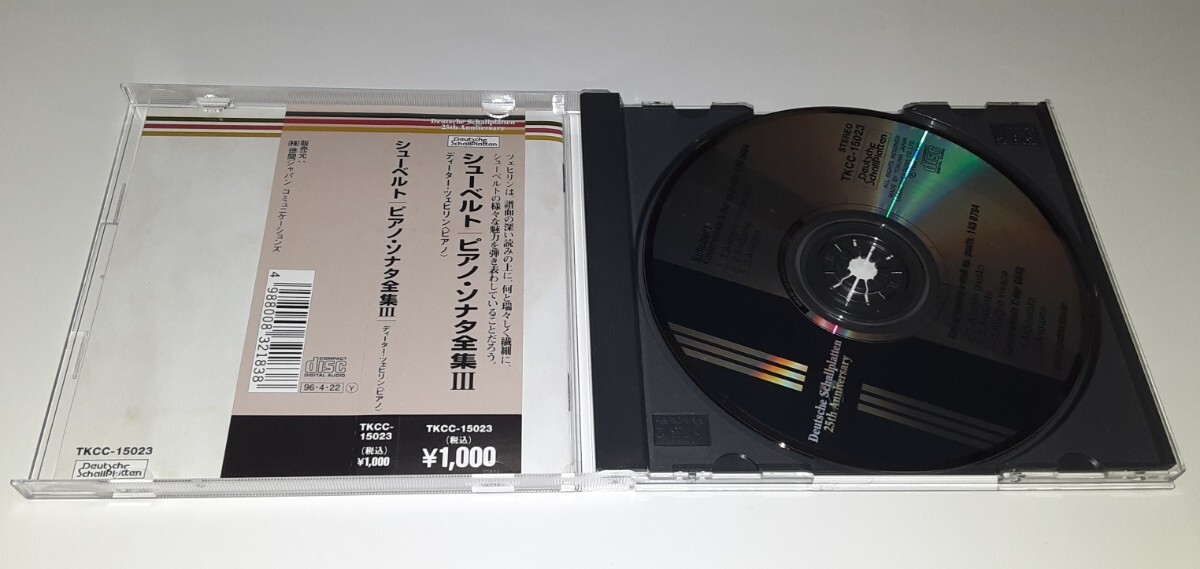 TKCC-15023
Deutsche
Schallplatten
販売元:
㈱徳間ジャパン コミュニケーションズ
4 988008 321838
COMPACT
disc
DIGITAL AUDIO
96・4・22 Y
シューベルト ピアノ・ソナタ全集III
ディーター・ツェヒリン〈ピアノ〉
TKCC-
15023
(税込)
¥1,000
Deutsche Schallplatten
25th Anniversary
Deutsche
Schallplatten
ツェヒリンは、譜面の深い読みの上に、何と瑞々しく繊細に、
シューベルトの様々な魅力を弾き表わしていることだろう。
シューベルト ピアノ・ソナタ全集III
ディーター・ツェヒリン〈ピアノ〉
TKCC-15023
(税込)
¥1,000
STEREO
TKCC-15023
Deutsche
Schallplatten
ALL RIGHTS RESERVED
disc
Deutsche Schallplatten
25th Anniversary